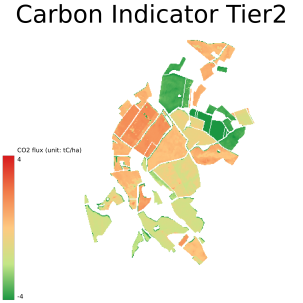 Carbon Indicator Tier2
CO2 flux (unit: tC/ha)
4
-4